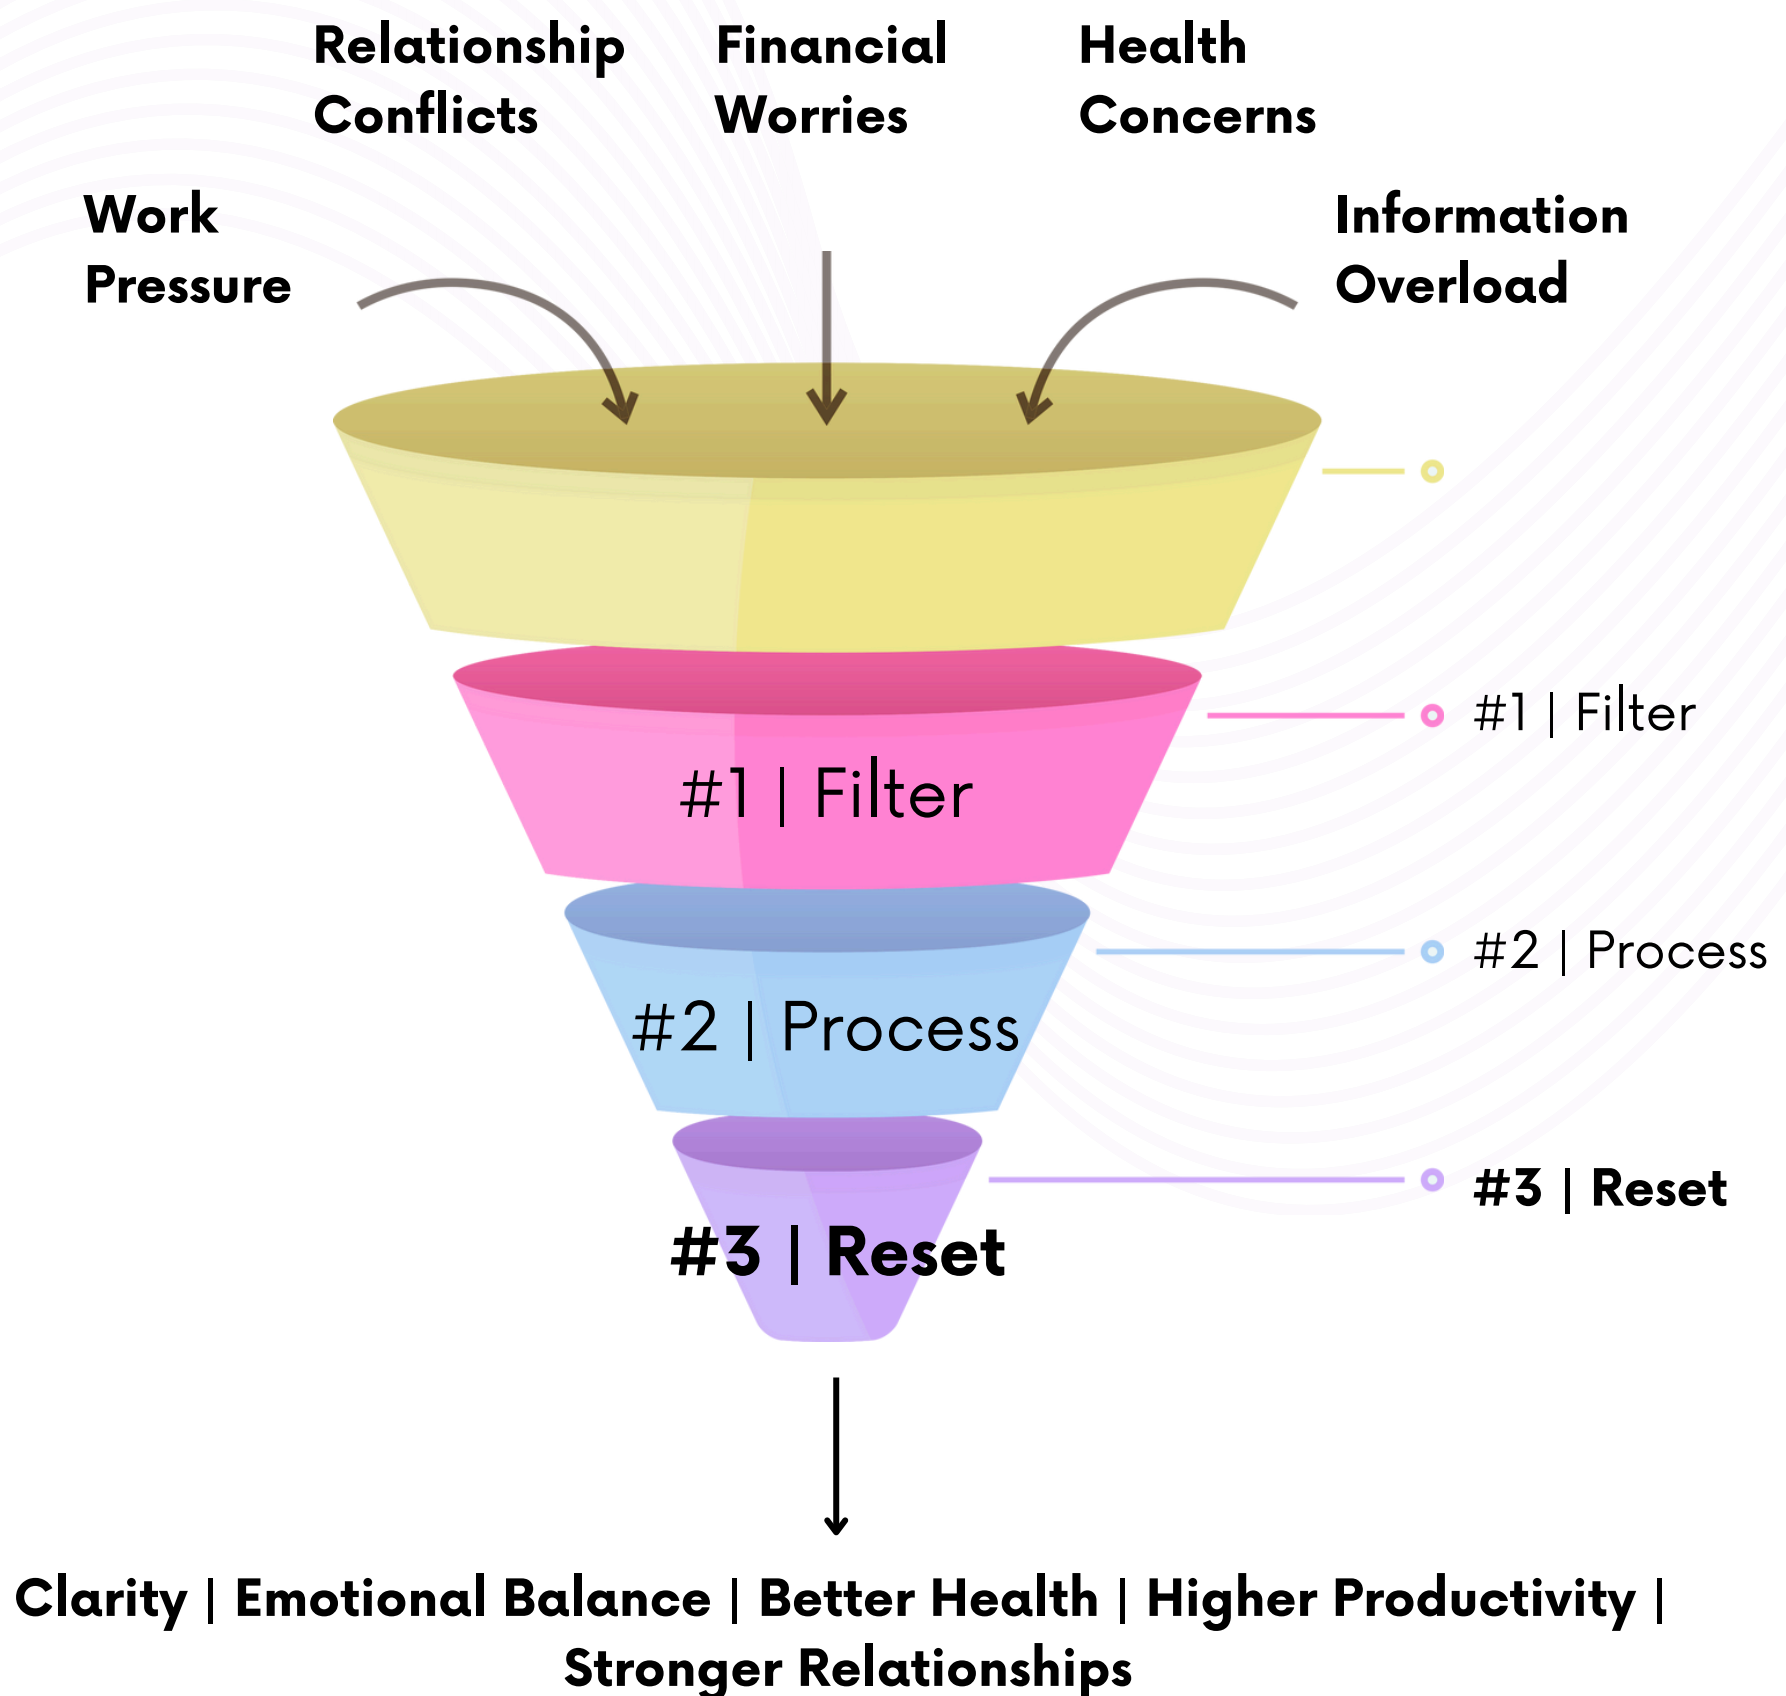 Relationship
Conflicts
Financial
Worries
Health
Concerns
Work
Pressure
Information
Overload
#1 | Filter
#1 | Filter
#2 | Process
#2 | Process
#3 | Reset
#3 | Reset
Clarity | Emotional Balance | Better Health | Higher Productivity |
Stronger Relationships